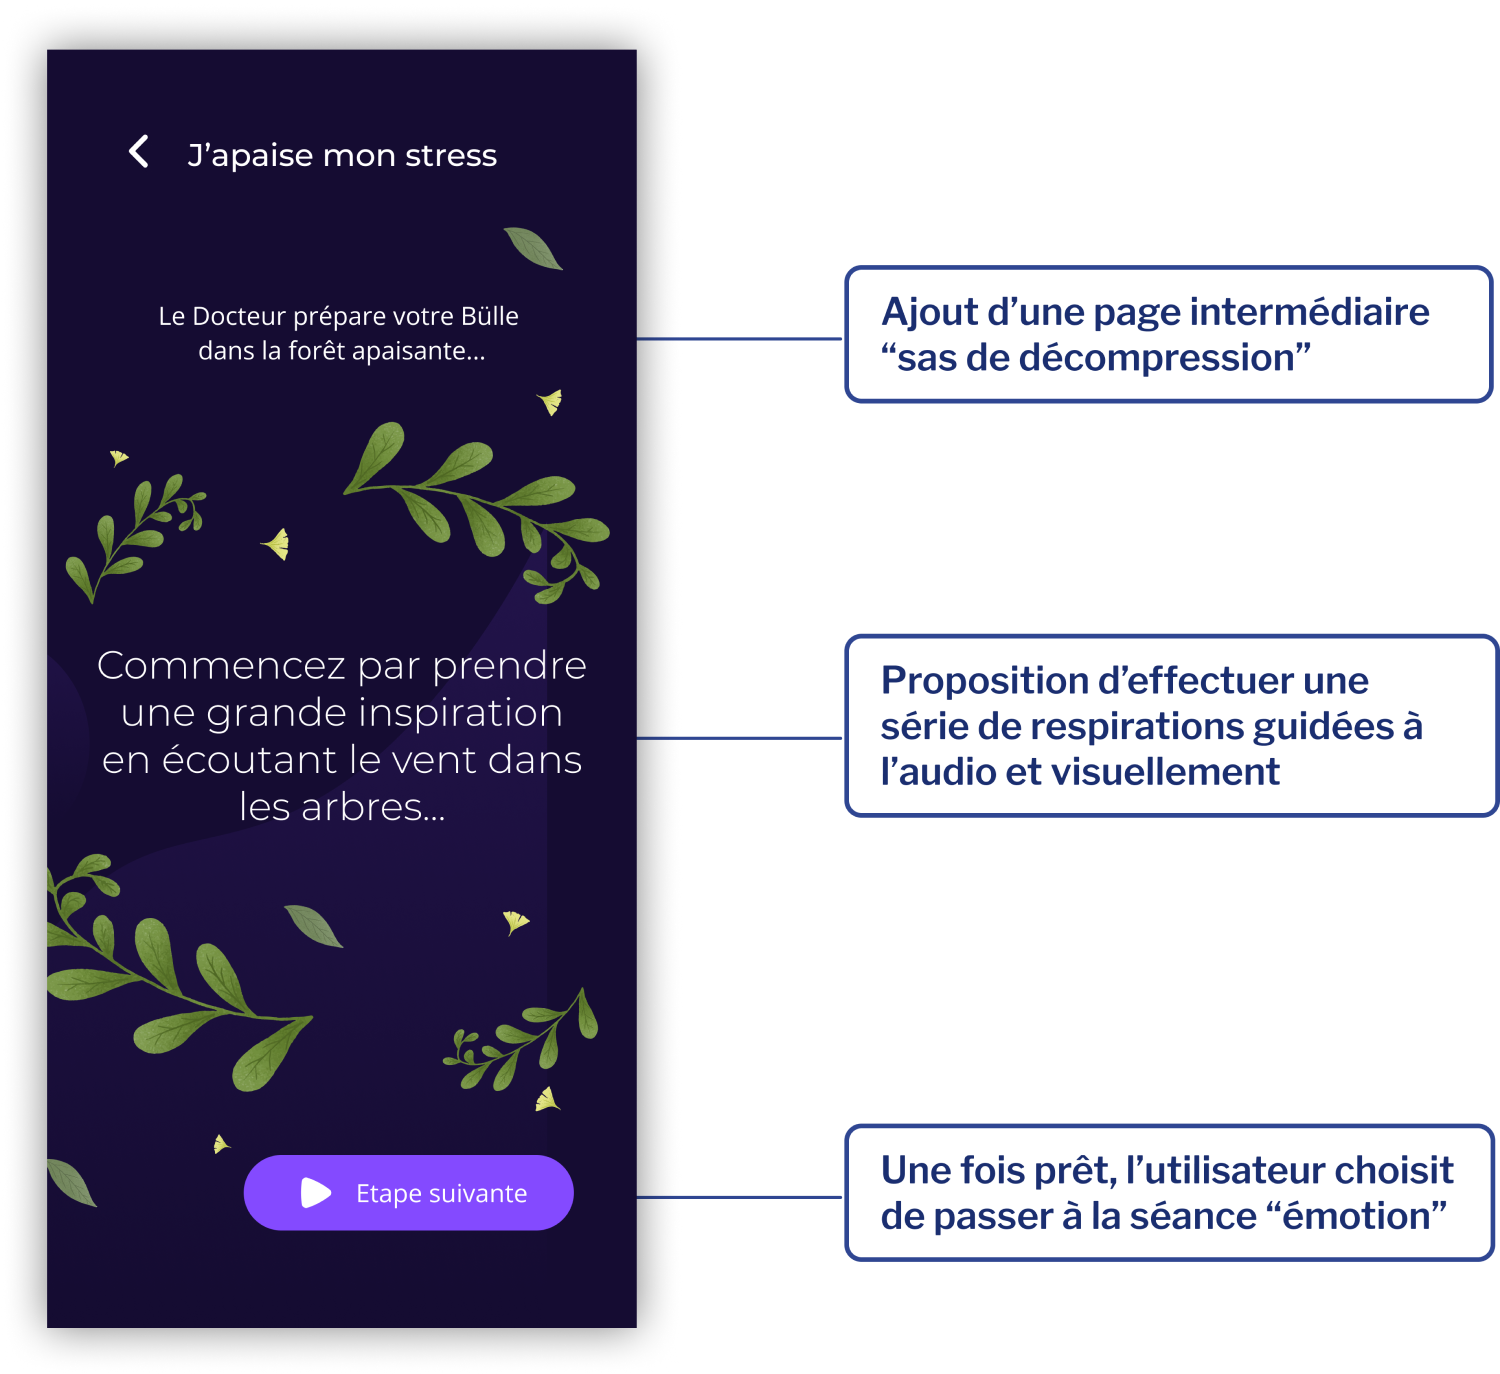 J’apaise mon stress
Le Docteur prépare votre Bülle
dans la forêt apaisante...
Commencez par prendre
une grande inspiration
en écoutant le vent dans
les arbres...
Etape suivante
Ajout d’une page intermédiaire
“sas de décompression”
Proposition d’effectuer une
série de respirations guidées à
l’audio et visuellement
Une fois prêt, l’utilisateur choisit
de passer à la séance “émotion”